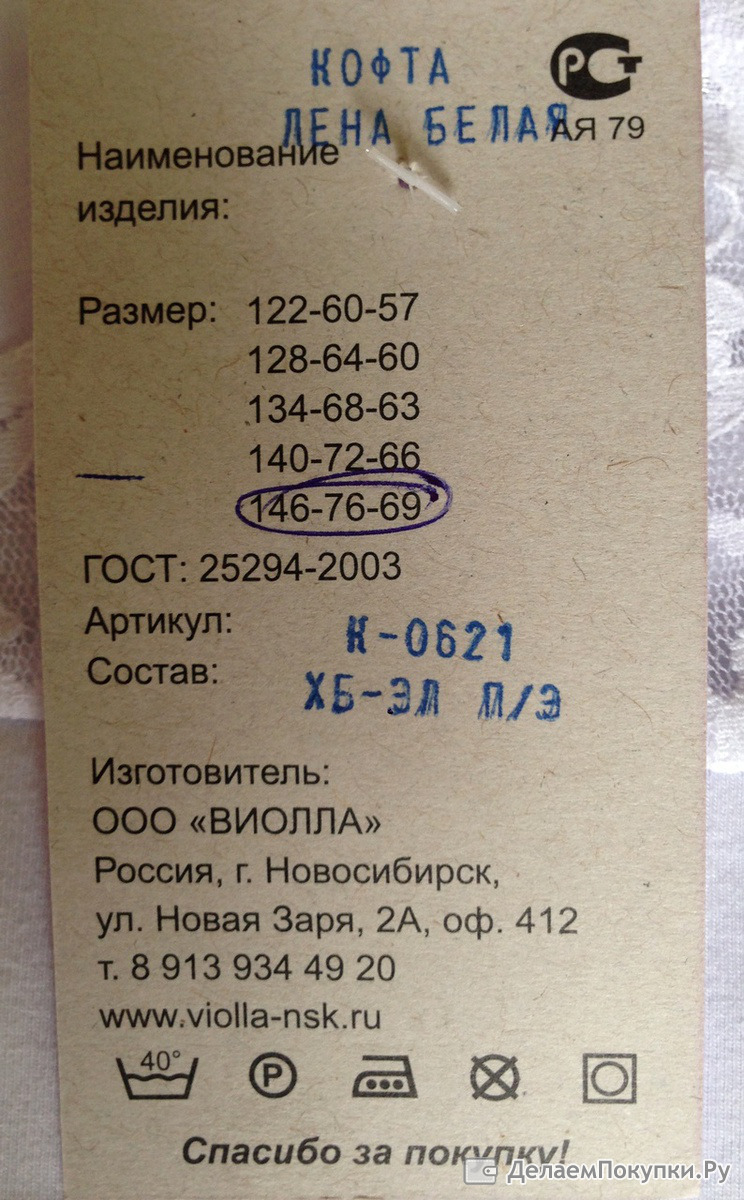 КОФТА
ЛЕНА БЕЛАЯ
РСТ
АЯ 79
Наименование
изделия:
Размер: 122-60-57
128-64-60
134-68-63
140-72-66
146-76-69
ГОСТ: 25294-2003
Артикул: К-0621
Состав: ХБ-ЭЛ П/Э
Изготовитель:
ООО «ВИОЛЛА»
Россия, г. Новосибирск,
ул. Новая Заря, 2А, оф. 412
т. 8 913 934 49 20
www.violla-nsk.ru
40° P
Спасибо за покупку!
ДелаемПокупки.Ру